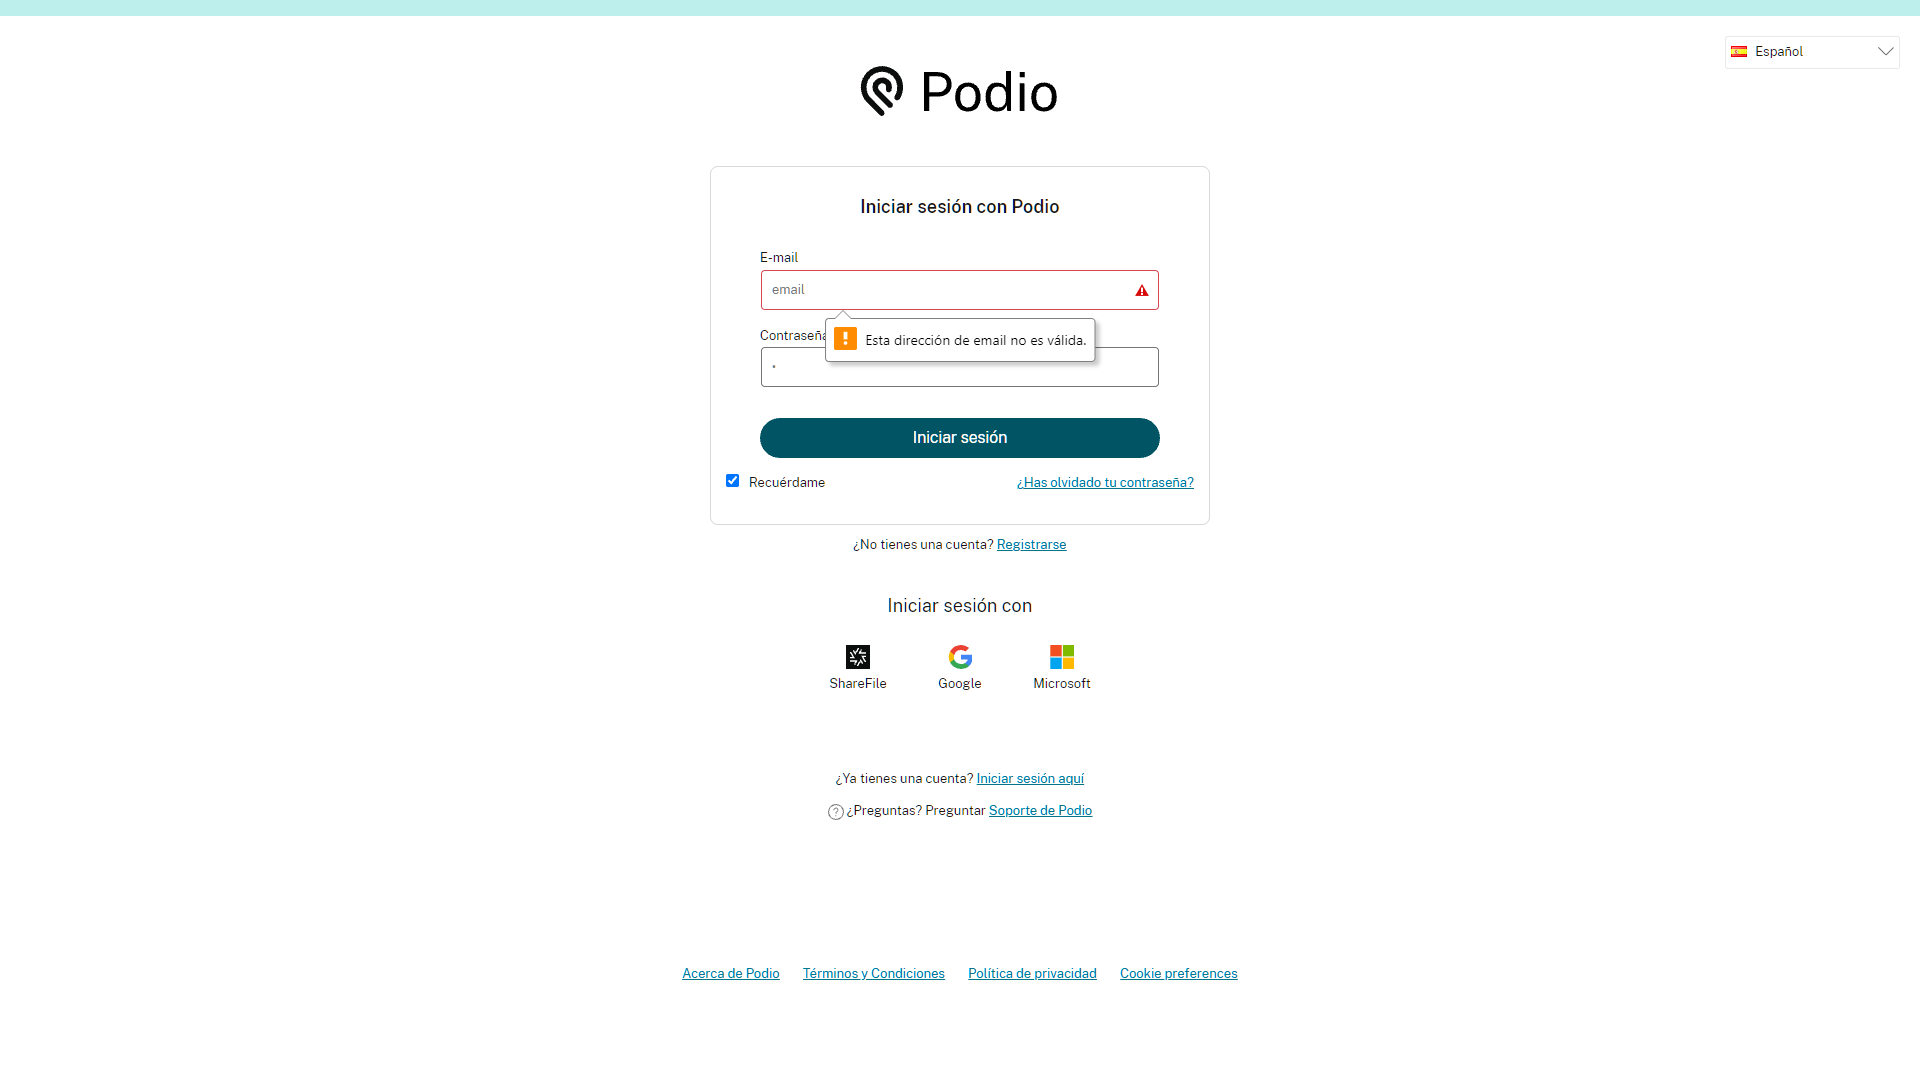 Español
Podio
Iniciar sesión con Podio
E-mail
email
Contraseña
Esta dirección de email no es válida.
Iniciar sesión
Recuérdame
¿Has olvidado tu contraseña?
¿No tienes una cuenta? Registrarse
Iniciar sesión con
ShareFile
Google
Microsoft
¿Ya tienes una cuenta? Iniciar sesión aquí
¿Preguntas? Preguntar Soporte de Podio
Acerca de Podio
Términos y Condiciones
Política de privacidad
Cookie preferences